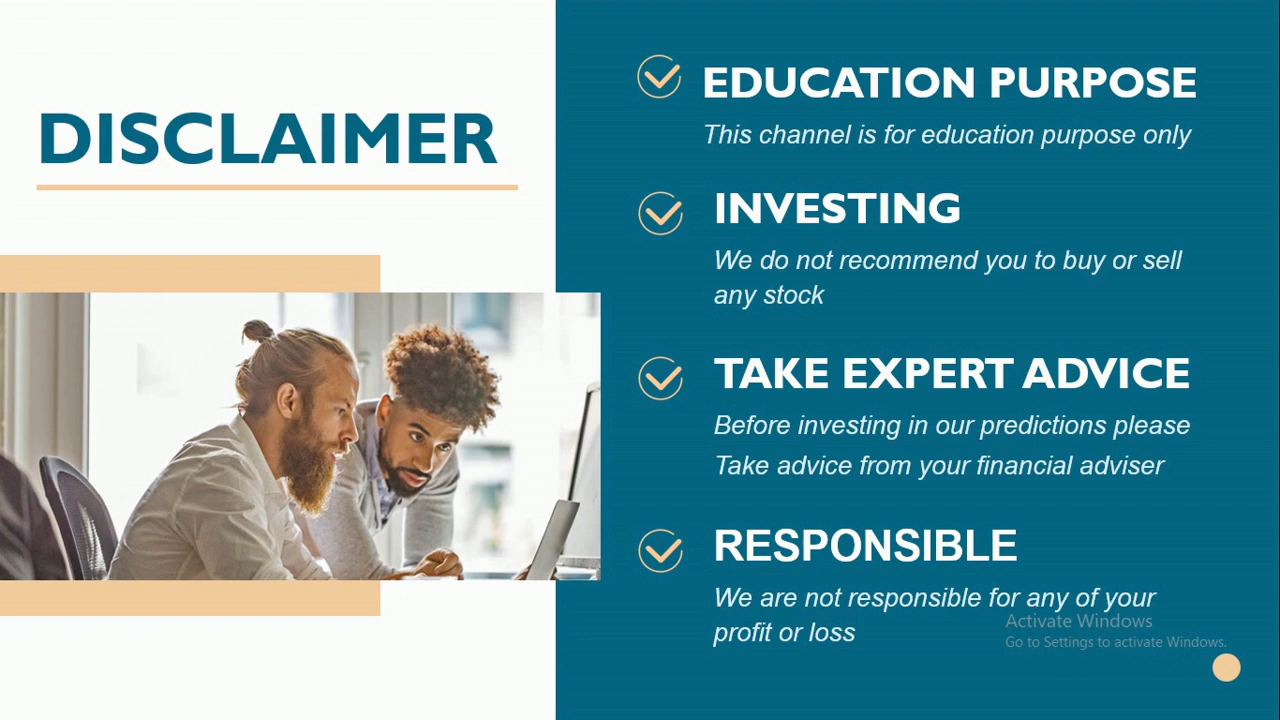 DISCLAIMER
EDUCATION PURPOSE
This channel is for education purpose only
INVESTING
We do not recommend you to buy or sell
any stock
TAKE EXPERT ADVICE
Before investing in our predictions please
Take advice from your financial adviser
RESPONSIBLE
We are not responsible for any of your
profit or loss
Activate Windows
Go to Settings to activate Windows.